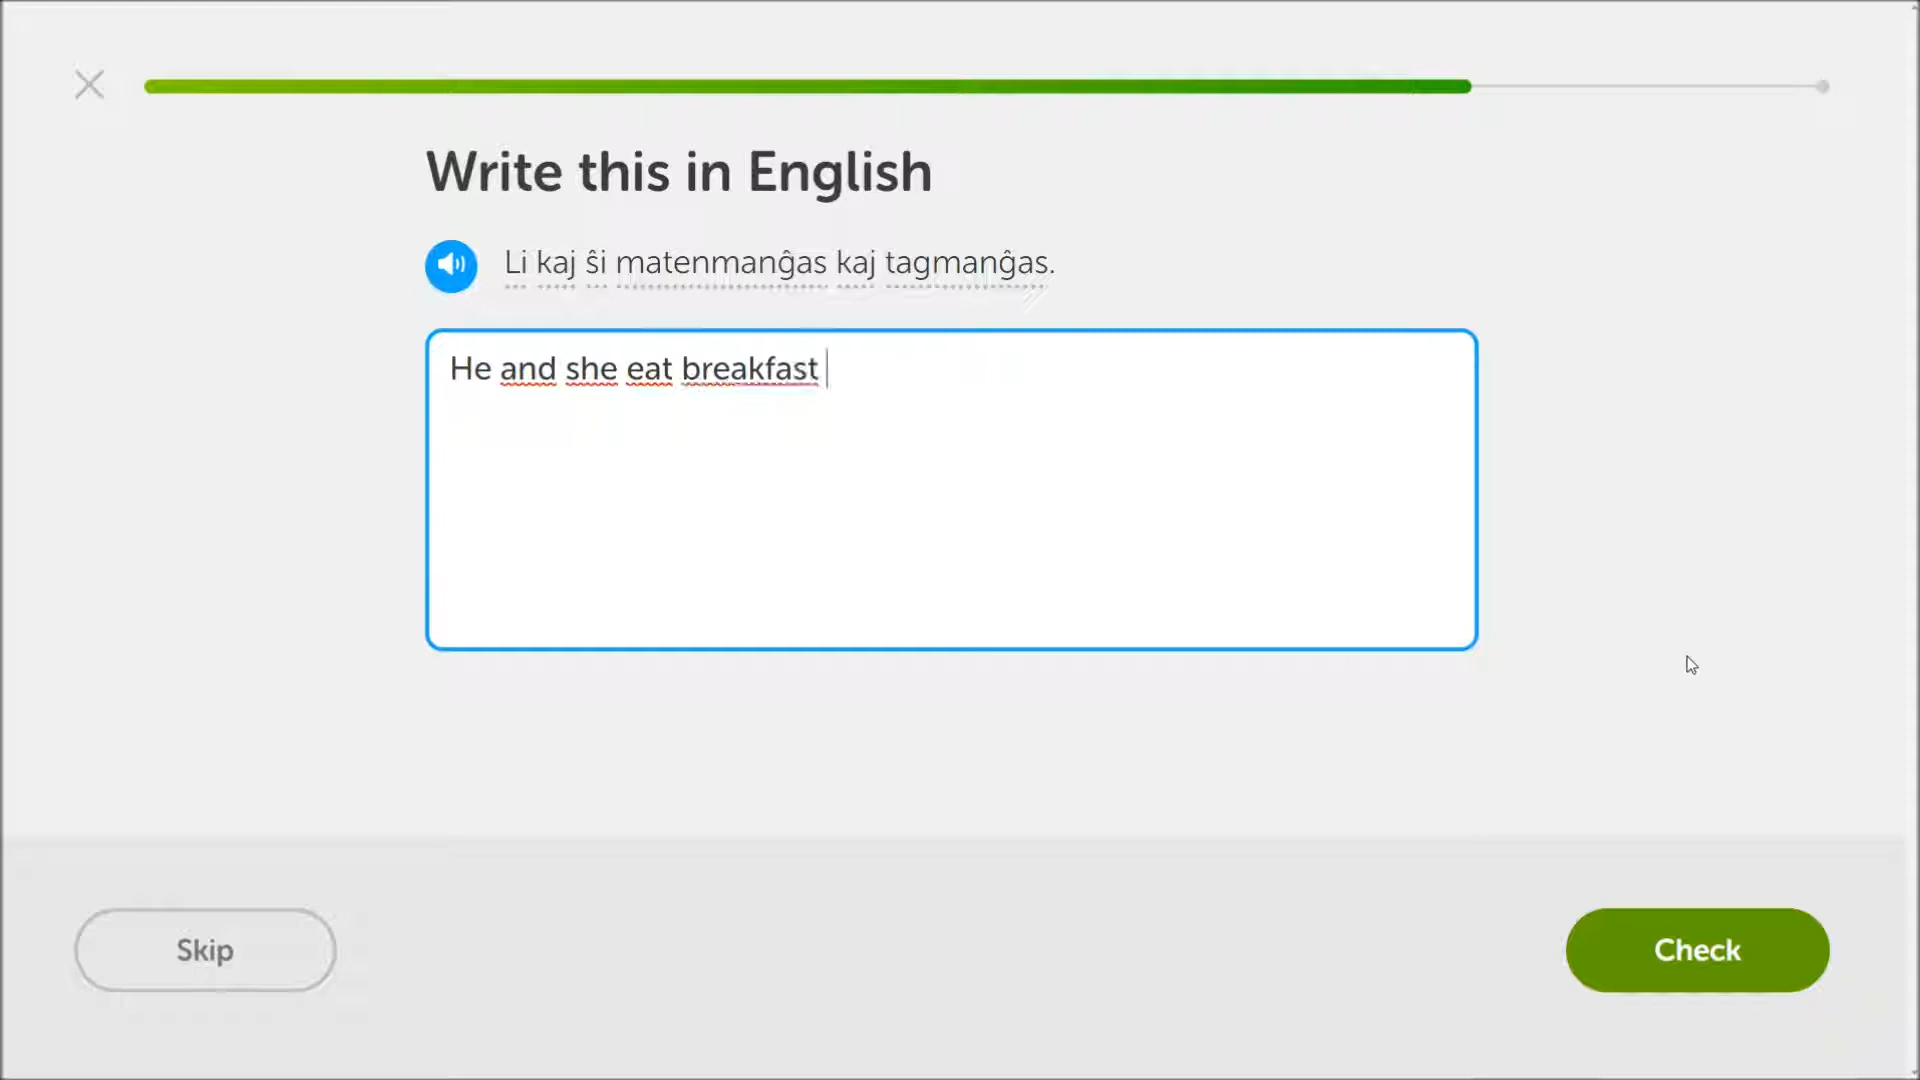 Write this in English
Li kaj ŝi matenmanĝas kaj tagmanĝas.
He and she eat breakfast
Skip
Check